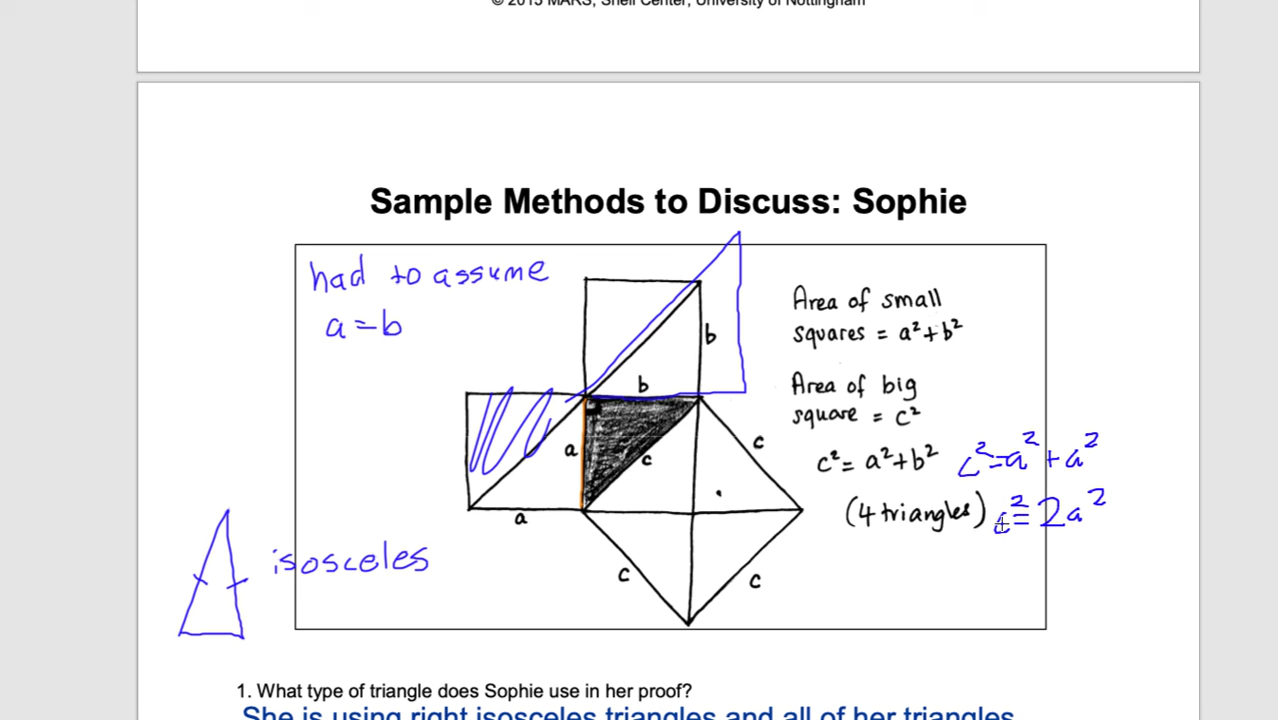 © 2015 MARS, Shell Center, University of Nottingham
Sample Methods to Discuss: Sophie
had to assume
a=b
Area of small
squares = a²+b²
Area of big
square = c²
c²= a²+b²
c²=a²+a²
(4 triangles)
c²=2a²
b
b
a
c
c
a
c
c
isosceles
1. What type of triangle does Sophie use in her proof?
She is using right isosceles triangles and all of her triangles